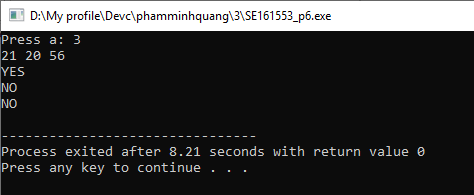 D:\My profile\Devc\phamminhquang\3\SE161553_p6.exe
Press a: 3
21 20 56
YES
NO
NO
--------------------------------
Process exited after 8.21 seconds with return value 0
Press any key to continue . . .